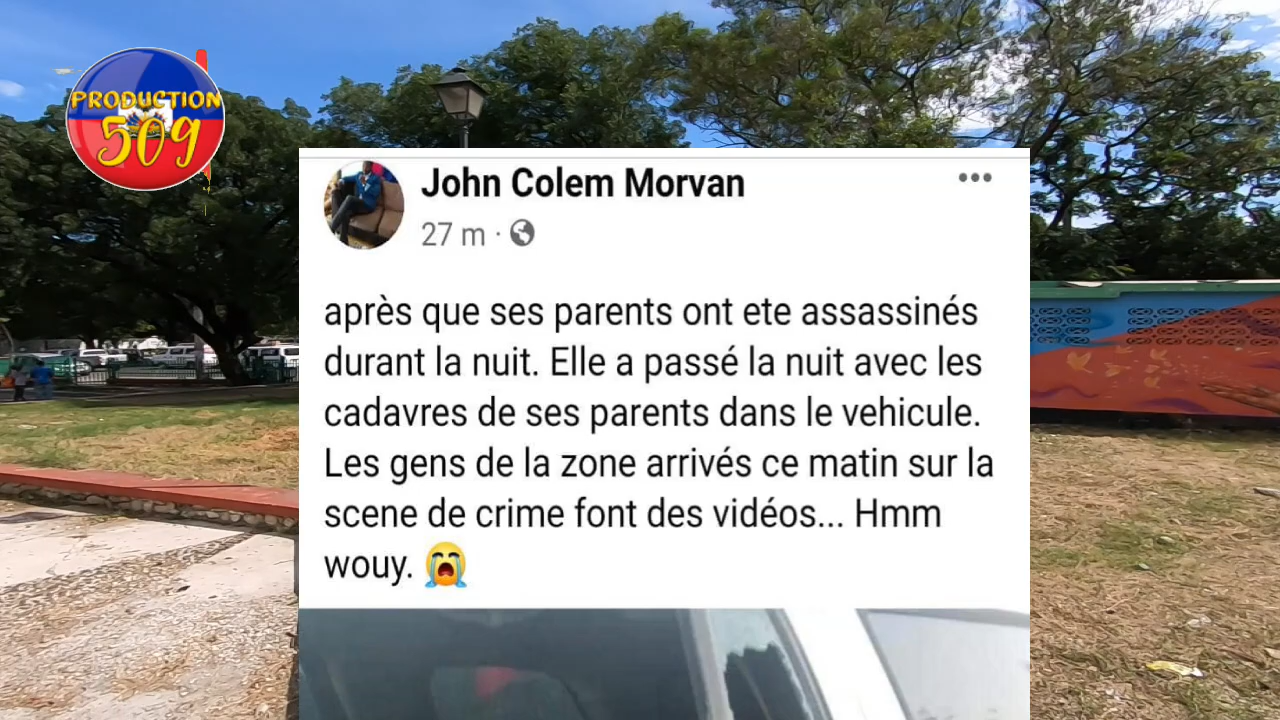 PRODUCTION
509
John Colem Morvan
27 m ·
après que ses parents ont ete assassinés
durant la nuit. Elle a passé la nuit avec les
cadavres de ses parents dans le vehicule.
Les gens de la zone arrivés ce matin sur la
scene de crime font des vidéos... Hmm
wouy. 😭